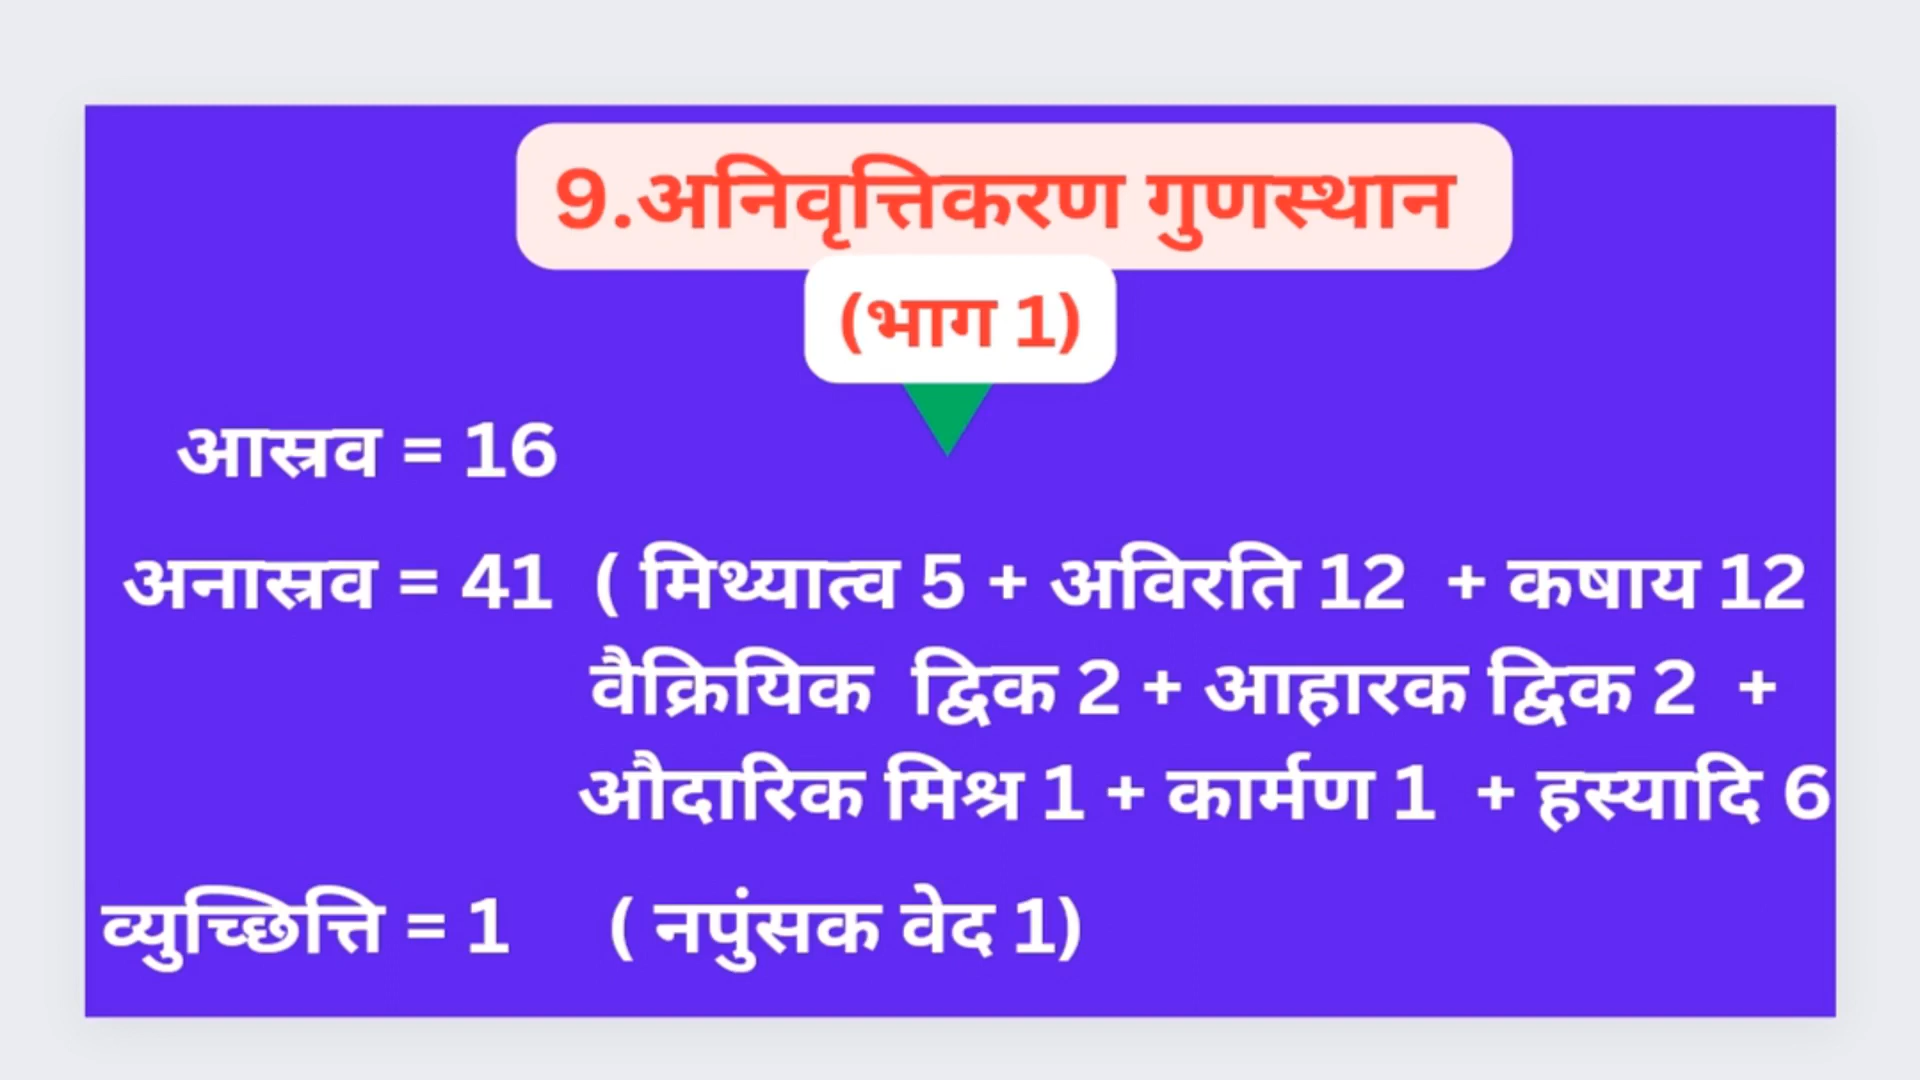 9.अनिवृत्तिकरण गुणस्थान
(भाग 1)
आस्रव = 16
अनास्रव = 41 ( मिथ्यात्व 5 + अविरति 12 + कषाय 12
वैक्रियिक द्विक 2 + आहारक द्विक 2 +
औदारिक मिश्र 1 + कार्मण 1 + हस्यादि 6
व्युच्छित्ति = 1 ( नपुंसक वेद 1)